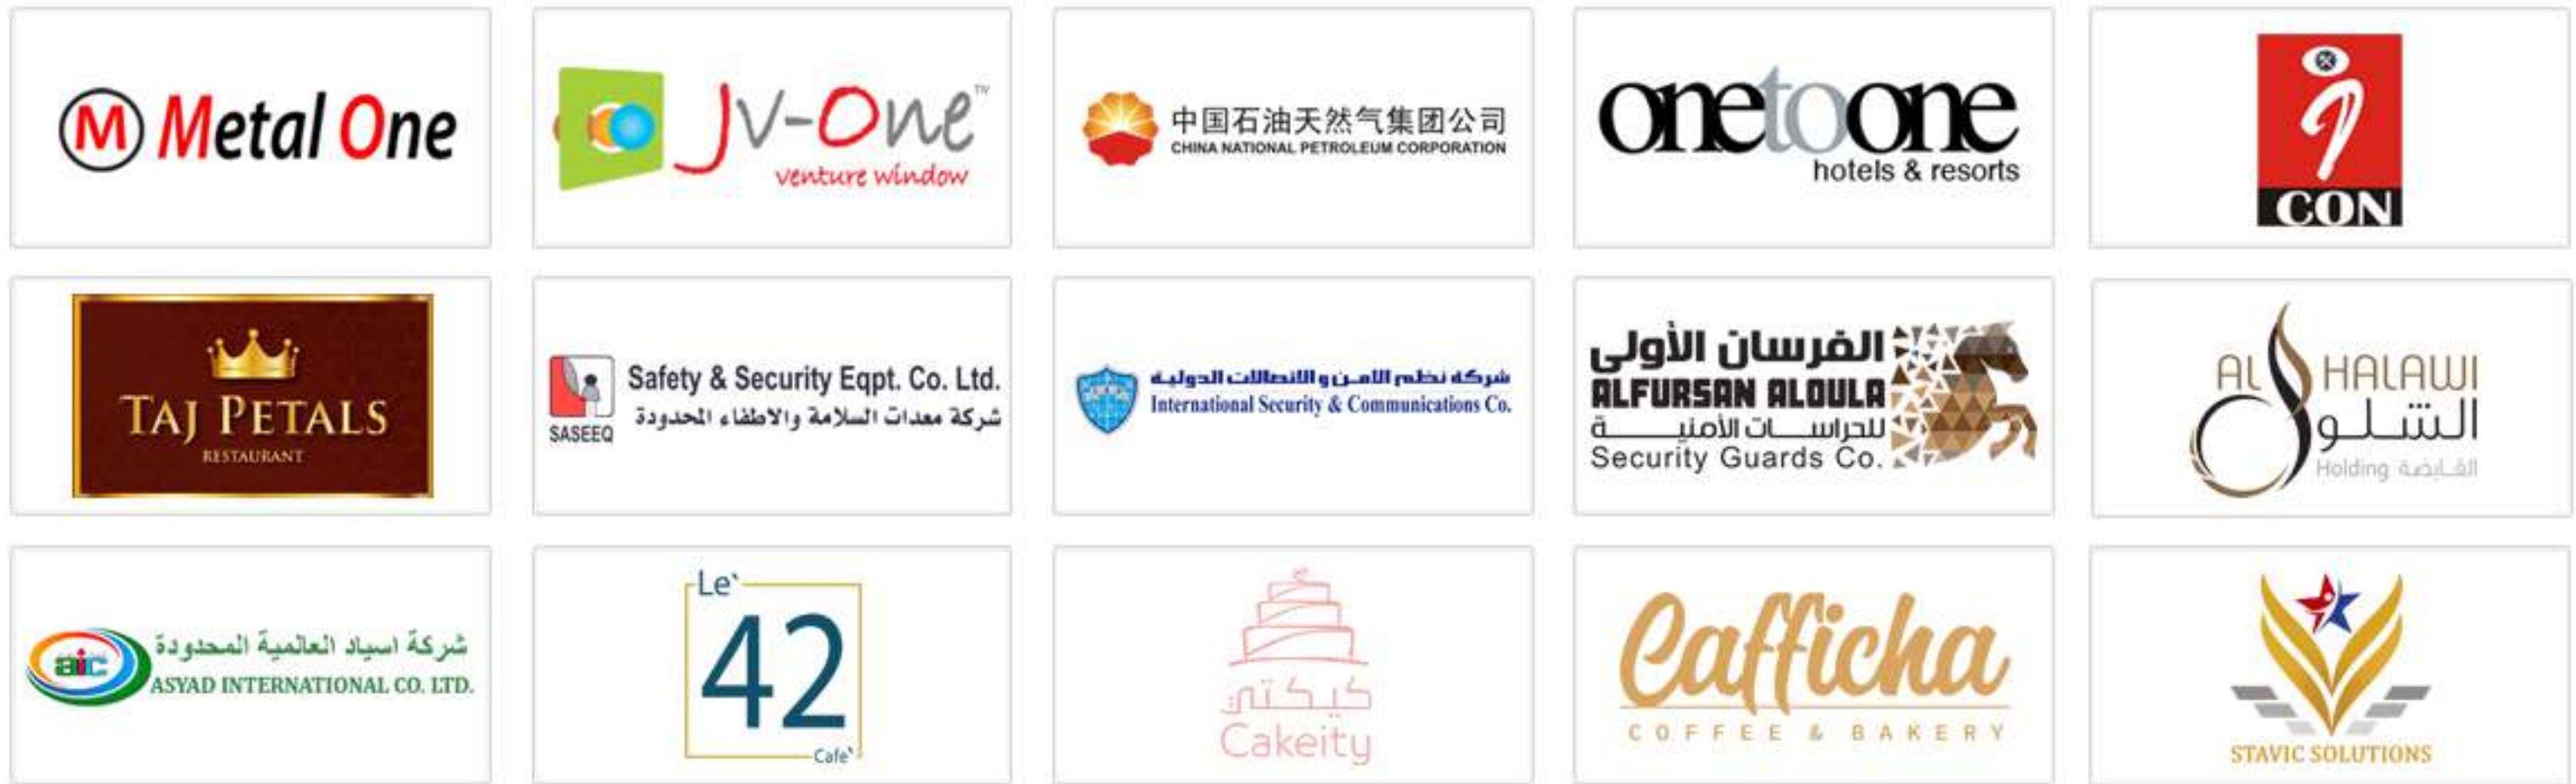 M Metal One
JV-One™
venture window
中国石油天然气集团公司
CHINA NATIONAL PETROLEUM CORPORATION
onetoone
hotels & resorts
i
CON
TAJ PETALS
RESTAURANT
SASEEQ
Safety & Security Eqpt. Co. Ltd.
شركة معدات السلامة والاطفاء المحدودة
شركة نظم الامن و الاتصالات الدولية
International Security & Communications Co.
الفرسان الأولى
ALFURSAN ALOULA
للحراسات الأمنية
Security Guards Co.
AL HALAWI
الشلوي
Holding القابضة
aic
شركة اسياد العالمية المحدودة
ASYAD INTERNATIONAL CO. LTD.
Le`
42
Cafe`
كيكتي
Cakeity
Cafficha
COFFEE & BAKERY
STAVIC SOLUTIONS